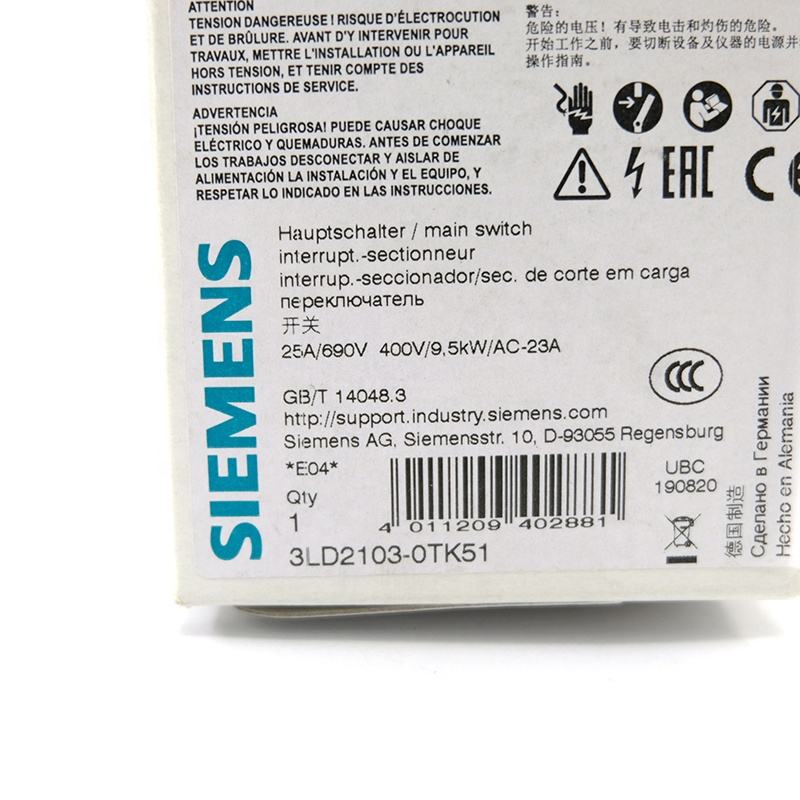 ATTENTION
TENSION DANGEREUSE ! RISQUE D'ÉLECTROCUTION
ET DE BRÛLURE. AVANT D'Y INTERVENIR POUR
TRAVAUX, METTRE L'INSTALLATION OU L'APPAREIL
HORS TENSION, ET TENIR COMPTE DES
INSTRUCTIONS DE SERVICE.
ADVERTENCIA
¡TENSIÓN PELIGROSA! PUEDE CAUSAR CHOQUE
ELÉCTRICO Y QUEMADURAS. ANTES DE COMENZAR
LOS TRABAJOS DESCONECTAR Y AISLAR DE
ALIMENTACIÓN LA INSTALACIÓN Y EL EQUIPO, Y
RESPETAR LO INDICADO EN LAS INSTRUCCIONES.
警告:
危险的电压！有导致电击和灼伤的危险。
开始工作之前，要切断设备及仪器的电源并
操作指南。
EAC
CE
SIEMENS
Hauptschalter / main switch
interrupt.-sectionneur
interrup.-seccionador/sec. de corte em carga
переключатель
开关
25A/690V 400V/9,5kW/AC-23A
CCC
GB/T 14048.3
http://support.industry.siemens.com
Siemens AG, Siemensstr. 10, D-93055 Regensburg
*E04*
Qty
1
4 011209 402881
UBC
190820
3LD2103-0TK51
德国制造
Сделано в Германии
Hecho en Alemania